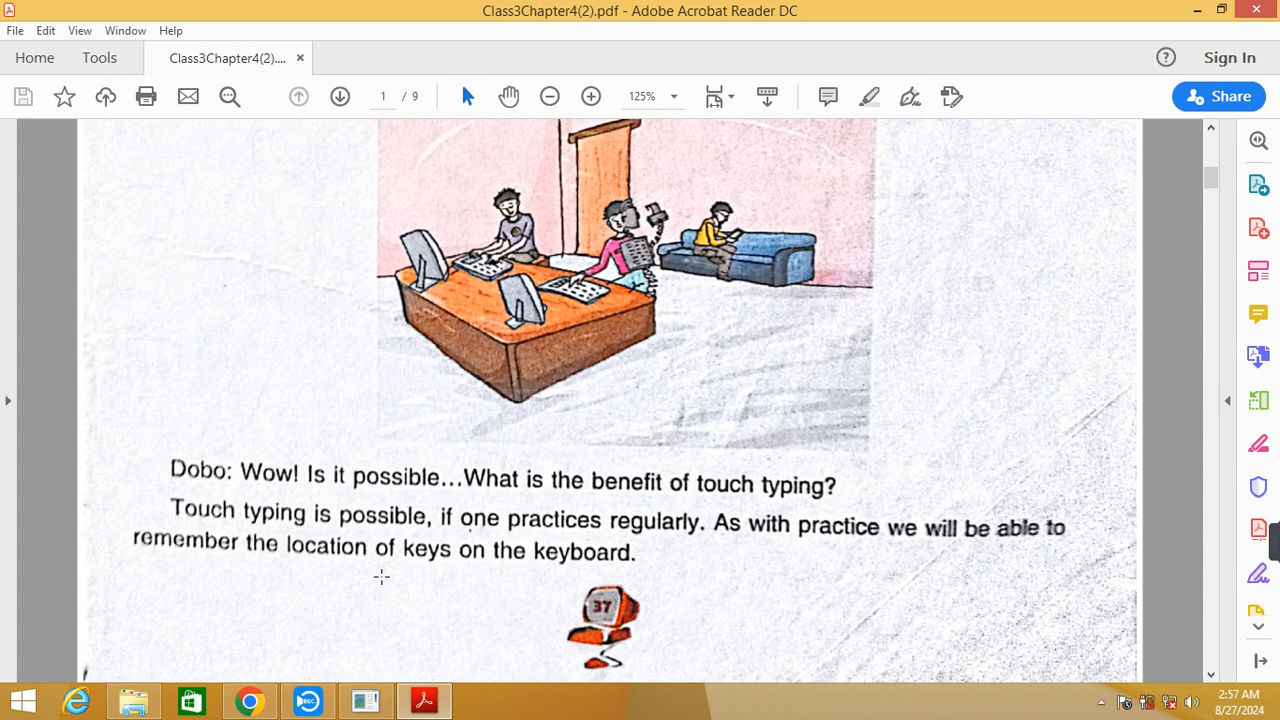 Class3Chapter4(2).pdf - Adobe Acrobat Reader DC
File Edit View Window Help
Home Tools Class3Chapter4(2).... ×
Sign In
1 / 9 125% Share
Dobo: Wow! Is it possible...What is the benefit of touch typing?
Touch typing is possible, if one practices regularly. As with practice we will be able to
remember the location of keys on the keyboard.
37
2:57 AM
8/27/2024